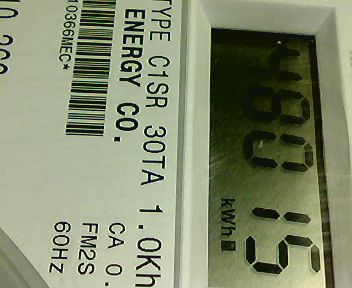 48015
kWh
TYPE C1SR 30TA 1.0Kh
ENERGY CO. CA 0.
FM2S
10366MEC* 60Hz